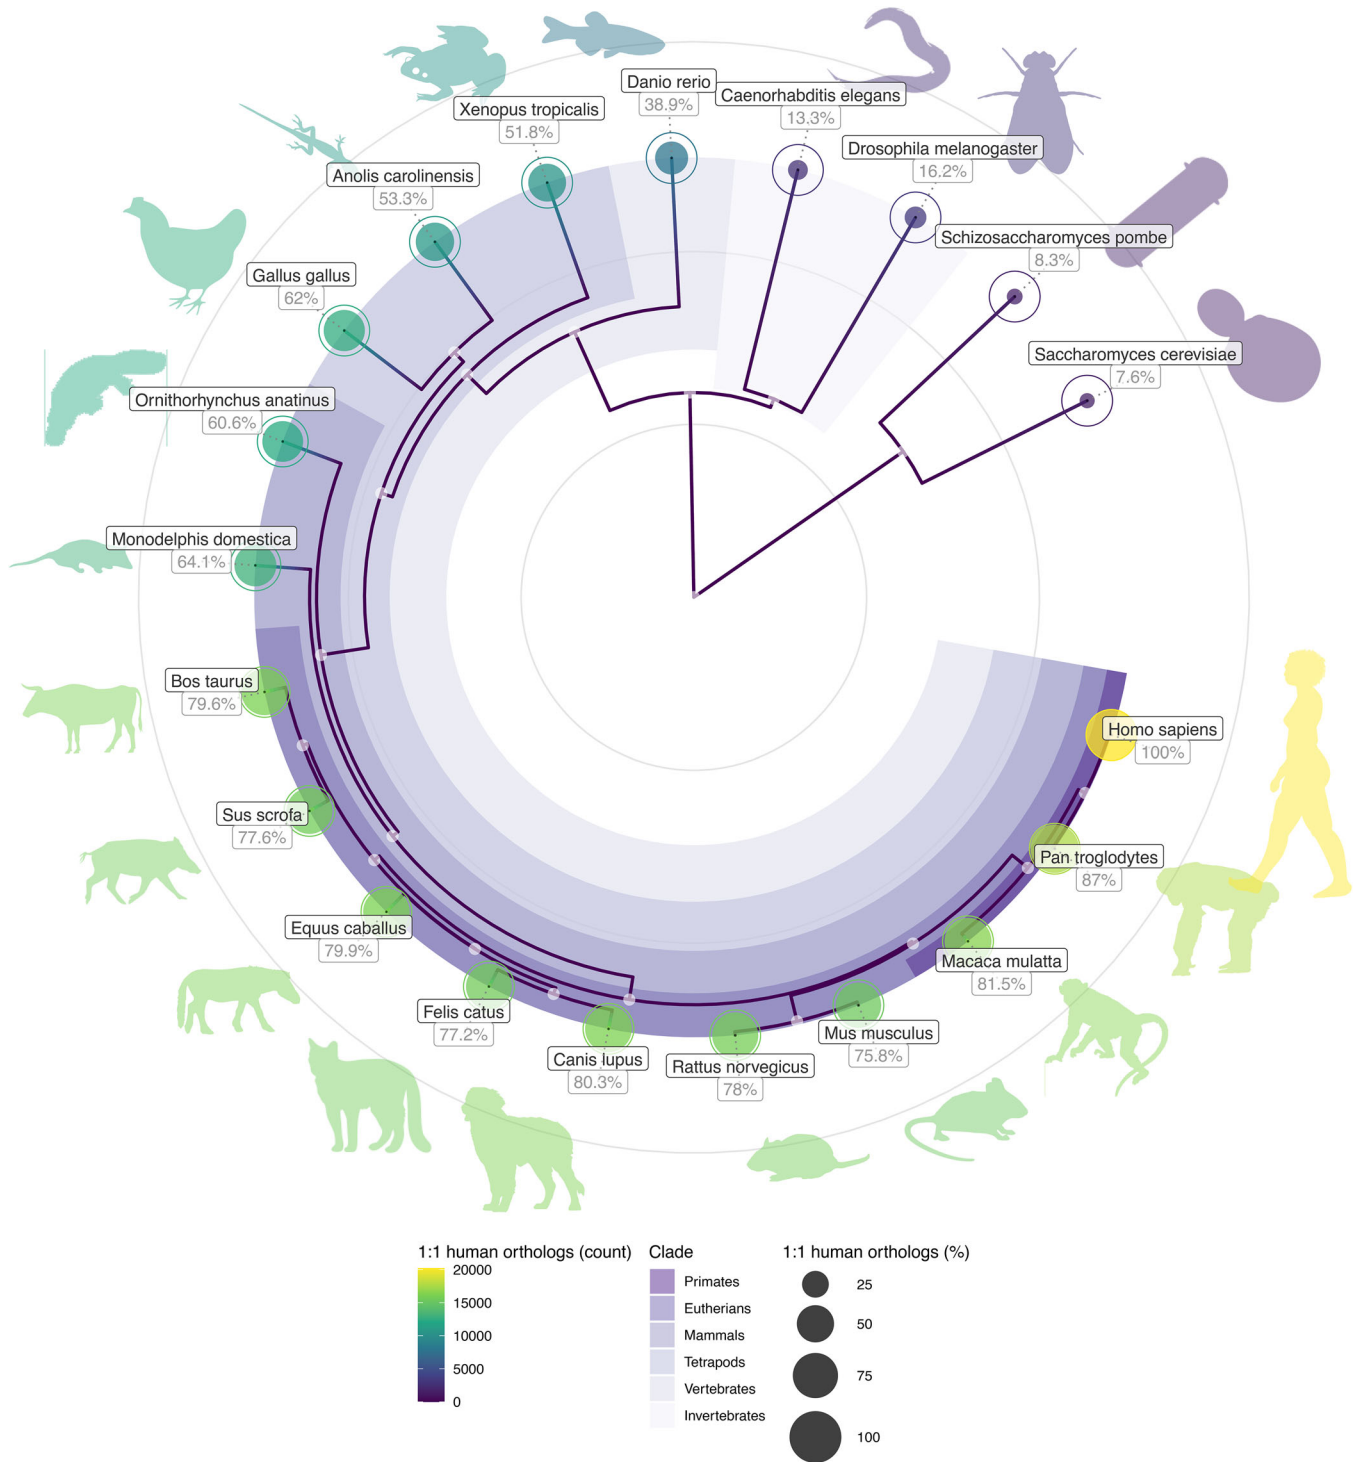 Danio rerio
38.9%
Caenorhabditis elegans
13.3%
Xenopus tropicalis
51.8%
Drosophila melanogaster
16.2%
Anolis carolinensis
53.3%
Schizosaccharomyces pombe
8.3%
Gallus gallus
62%
Saccharomyces cerevisiae
7.6%
Ornithorhynchus anatinus
60.6%
Monodelphis domestica
64.1%
Bos taurus
79.6%
Homo sapiens
100%
Sus scrofa
77.6%
Pan troglodytes
87%
Equus caballus
79.9%
Macaca mulatta
81.5%
Felis catus
77.2%
Mus musculus
75.8%
Canis lupus
80.3%
Rattus norvegicus
78%
1:1 human orthologs (count)
20000
15000
10000
5000
0
Clade
Primates
Eutherians
Mammals
Tetrapods
Vertebrates
Invertebrates
1:1 human orthologs (%)
25
50
75
100